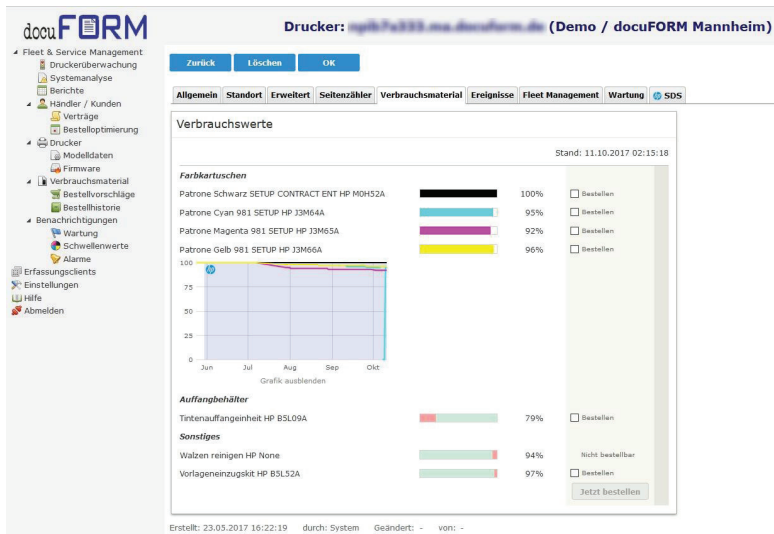 docuFORM
Drucker: (Demo / docuFORM Mannheim)
Fleet & Service Management
Druckerüberwachung
Systemanalyse
Berichte
Händler / Kunden
Verträge
Bestelloptimierung
Drucker
Modelldaten
Firmware
Verbrauchsmaterial
Bestellvorschläge
Bestellhistorie
Benachrichtigungen
Wartung
Schwellenwerte
Alarme
Erfassungsclients
Einstellungen
Hilfe
Abmelden
Zurück Löschen OK
Allgemein Standort Erweitert Seitenzähler Verbrauchsmaterial Ereignisse Fleet Management Wartung hp SDS
Verbrauchswerte
Stand: 11.10.2017 02:15:18
Farbkartuschen
Patrone Schwarz SETUP CONTRACT ENT HP M0H52A 100% Bestellen
Patrone Cyan 981 SETUP HP J3M64A 95% Bestellen
Patrone Magenta 981 SETUP HP J3M65A 92% Bestellen
Patrone Gelb 981 SETUP HP J3M66A 96% Bestellen
100
hp
75
50
25
0
Jun Jul Aug Sep Okt
Grafik ausblenden
Auffangbehälter
Tintenauffangeinheit HP B5L09A 79% Bestellen
Sonstiges
Walzen reinigen HP None 94% Nicht bestellbar
Vorlageneinzugskit HP B5L52A 97% Bestellen
Jetzt bestellen
Erstellt: 23.05.2017 16:22:19 durch: System Geändert: - von: -